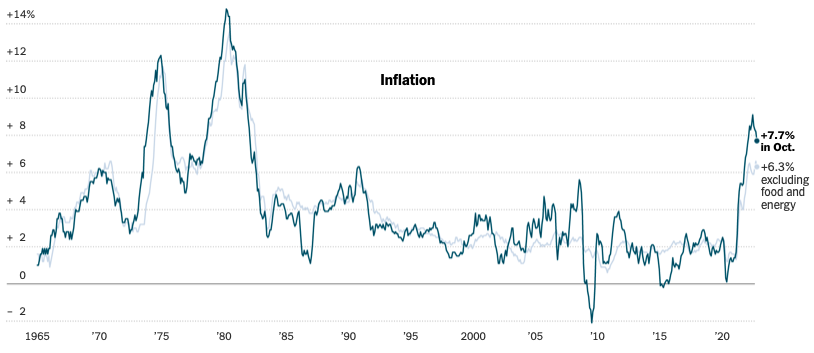 +14%
+12
+10
+ 8
+ 6
+ 4
+ 2
0
– 2
Inflation
+7.7%
in Oct.
+6.3%
excluding
food and
energy
1965 ’70 ’75 ’80 ’85 ’90 ’95 2000 ’05 ’10 ’15 ’20